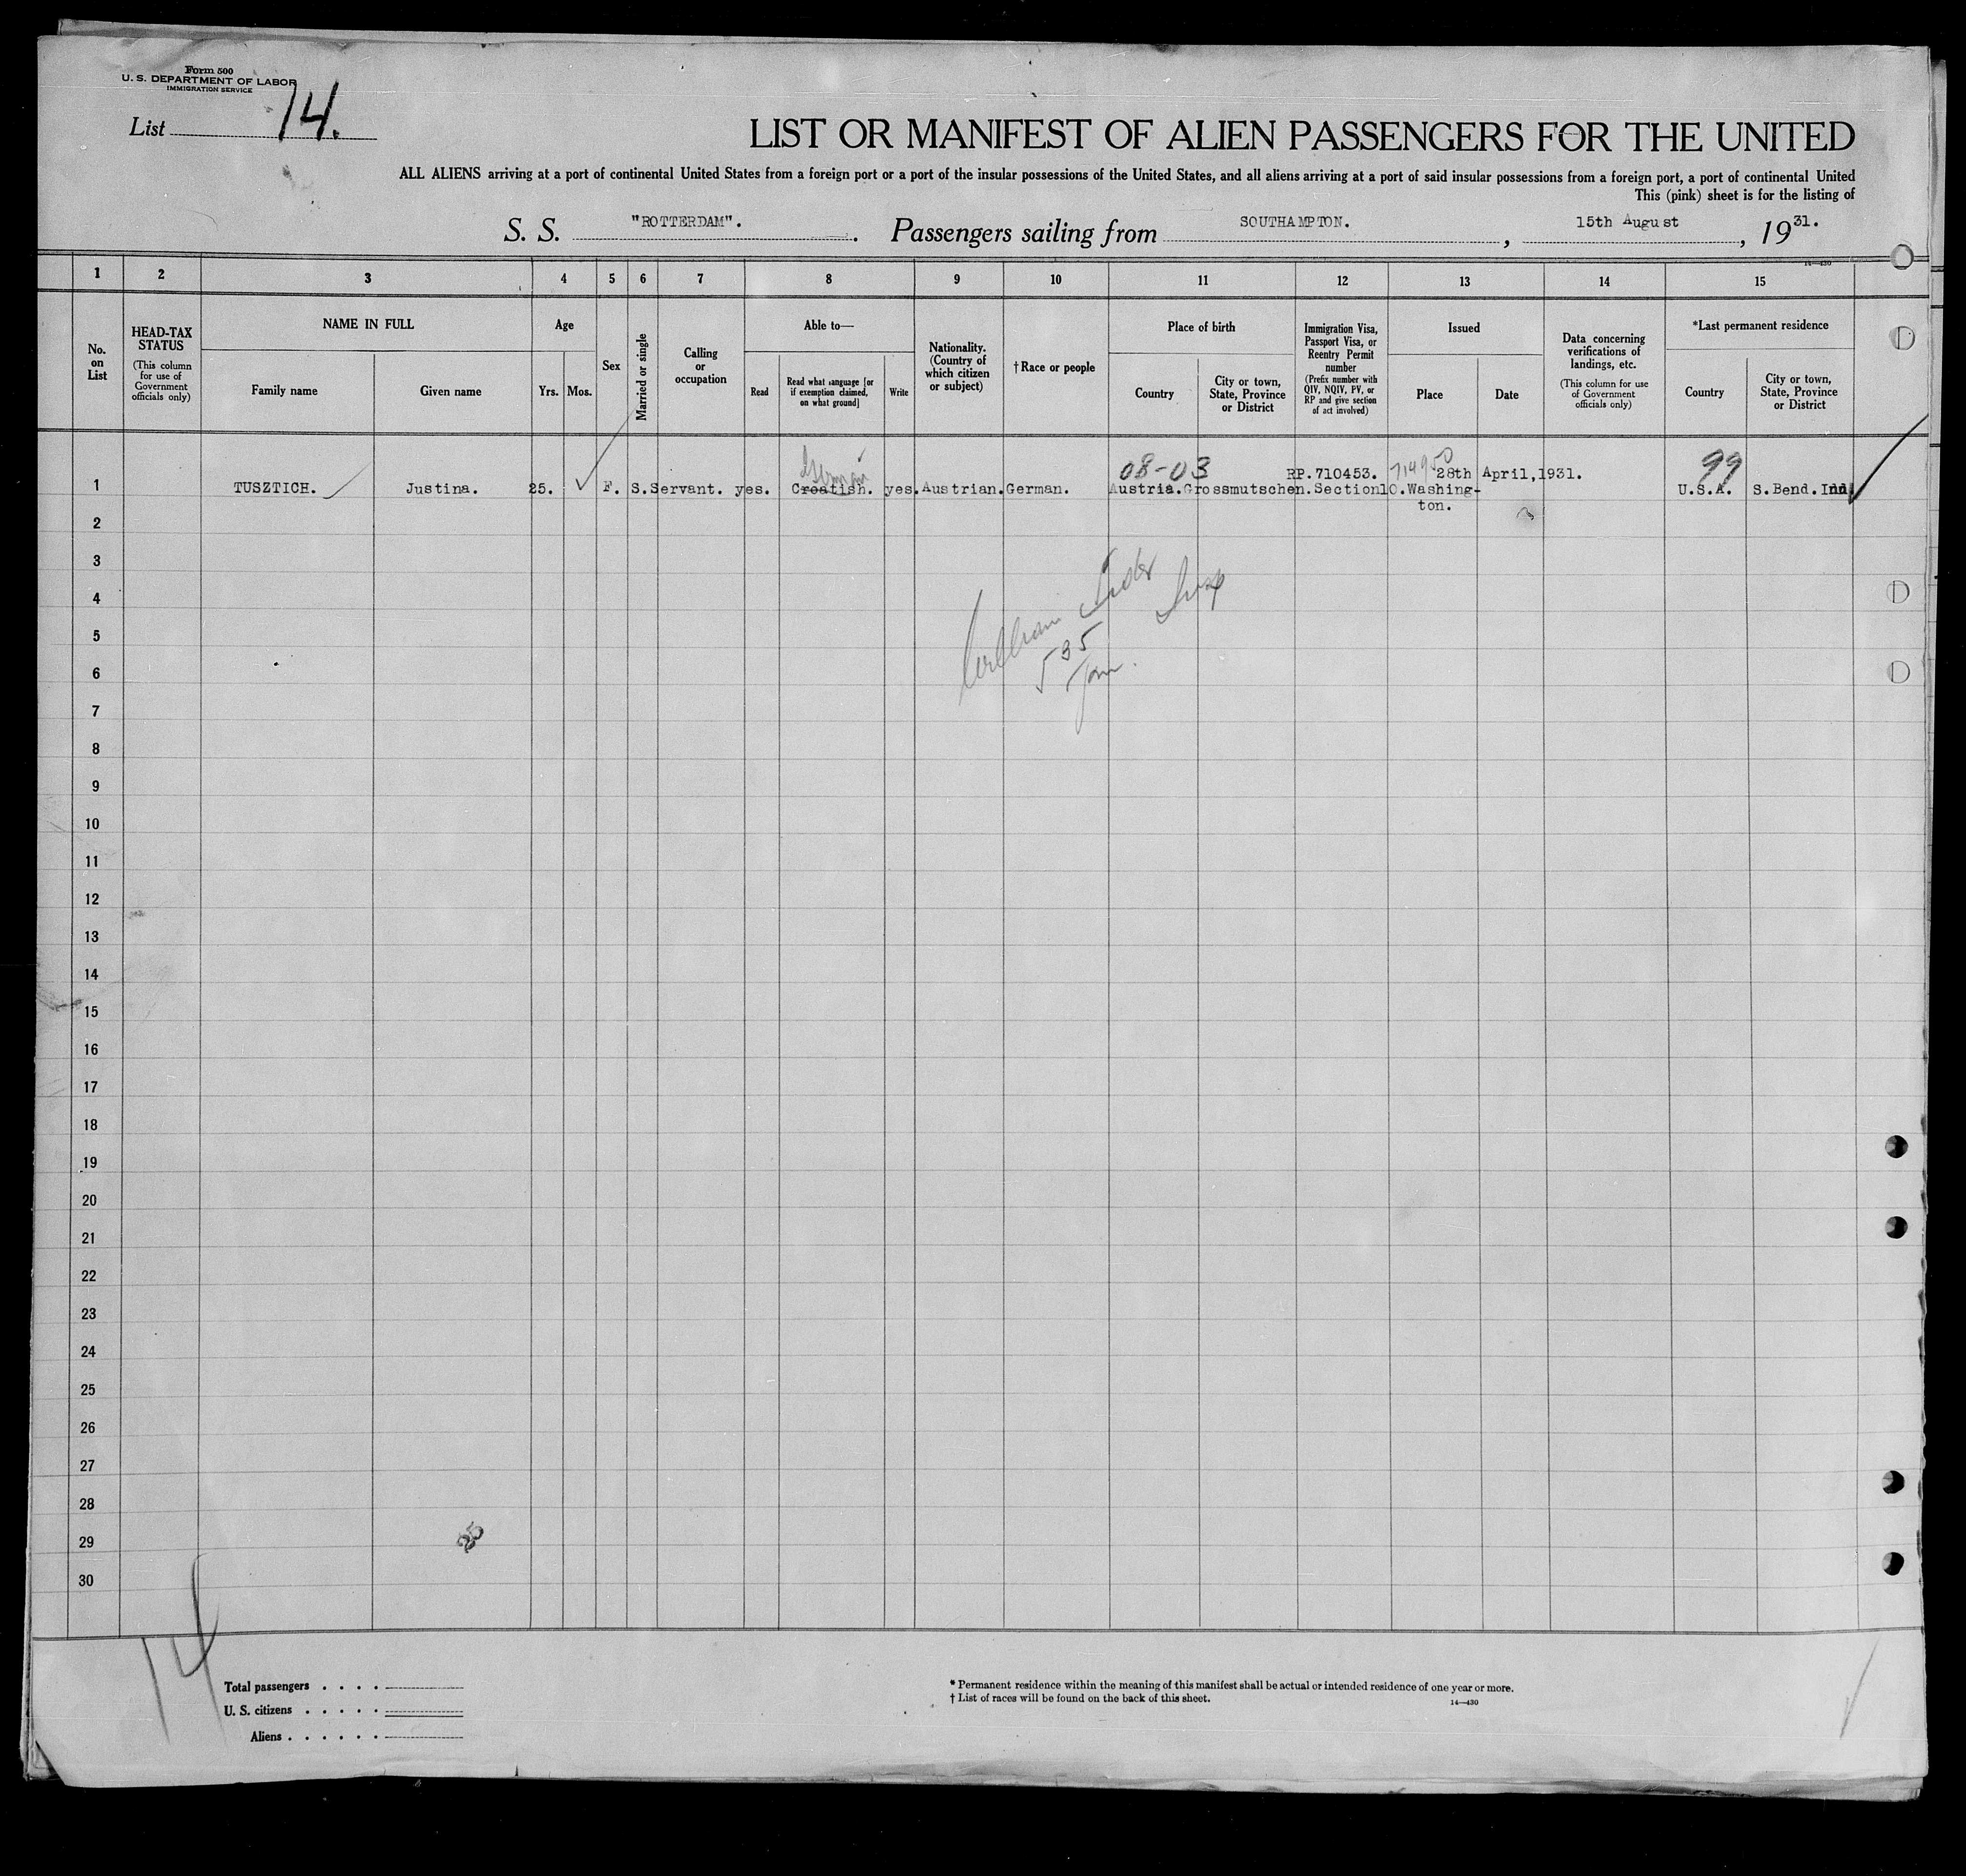 Form 500
U. S. DEPARTMENT OF LABOR
IMMIGRATION SERVICE
List 14.
LIST OR MANIFEST OF ALIEN PASSENGERS FOR THE UNITED
ALL ALIENS arriving at a port of continental United States from a foreign port or a port of the insular possessions of the United States, and all aliens arriving at a port of said insular possessions from a foreign port, a port of continental United
This (pink) sheet is for the listing of
S. S. "ROTTERDAM". Passengers sailing from SOUTHAMPTON. , 15th August , 1931.
14—430
1 2 3 4 5 6 7 8 9 10 11 12 13 14 15
No. on List
HEAD-TAX STATUS
(This column for use of Government officials only)
NAME IN FULL
Family name
Given name
Age
Yrs.
Mos.
Sex
Married or single
Calling or occupation
Able to—
Read
Read what language [or if exemption claimed, on what ground]
Write
Nationality. (Country of which citizen or subject)
†Race or people
Place of birth
Country
City or town, State, Province or District
Immigration Visa, Passport Visa, or Reentry Permit number
(Prefix number with QIV, NQIV, PV, or RP and give section of act involved)
Issued
Place
Date
Data concerning verifications of landings, etc.
(This column for use of Government officials only)
*Last permanent residence
Country
City or town, State, Province or District
German 08-03 RP.710453. 714950 28th April,1931. 99
1 TUSZTICH. Justina. 25. F. S. Servant. yes. Croatish. yes. Austrian. German. Austria. Grossmutschen. Section10. Washing-
ton. U.S.A. S.Bend. Ind
2
3
4
5
535
6
7
8
9
10
11
12
13
14
15
16
17
18
19
20
21
22
23
24
25
26
27
28
29
30
14
Total passengers . . . .
U. S. citizens . . . . .
Aliens . . . . . .
* Permanent residence within the meaning of this manifest shall be actual or intended residence of one year or more.
† List of races will be found on the back of this sheet.
14—430